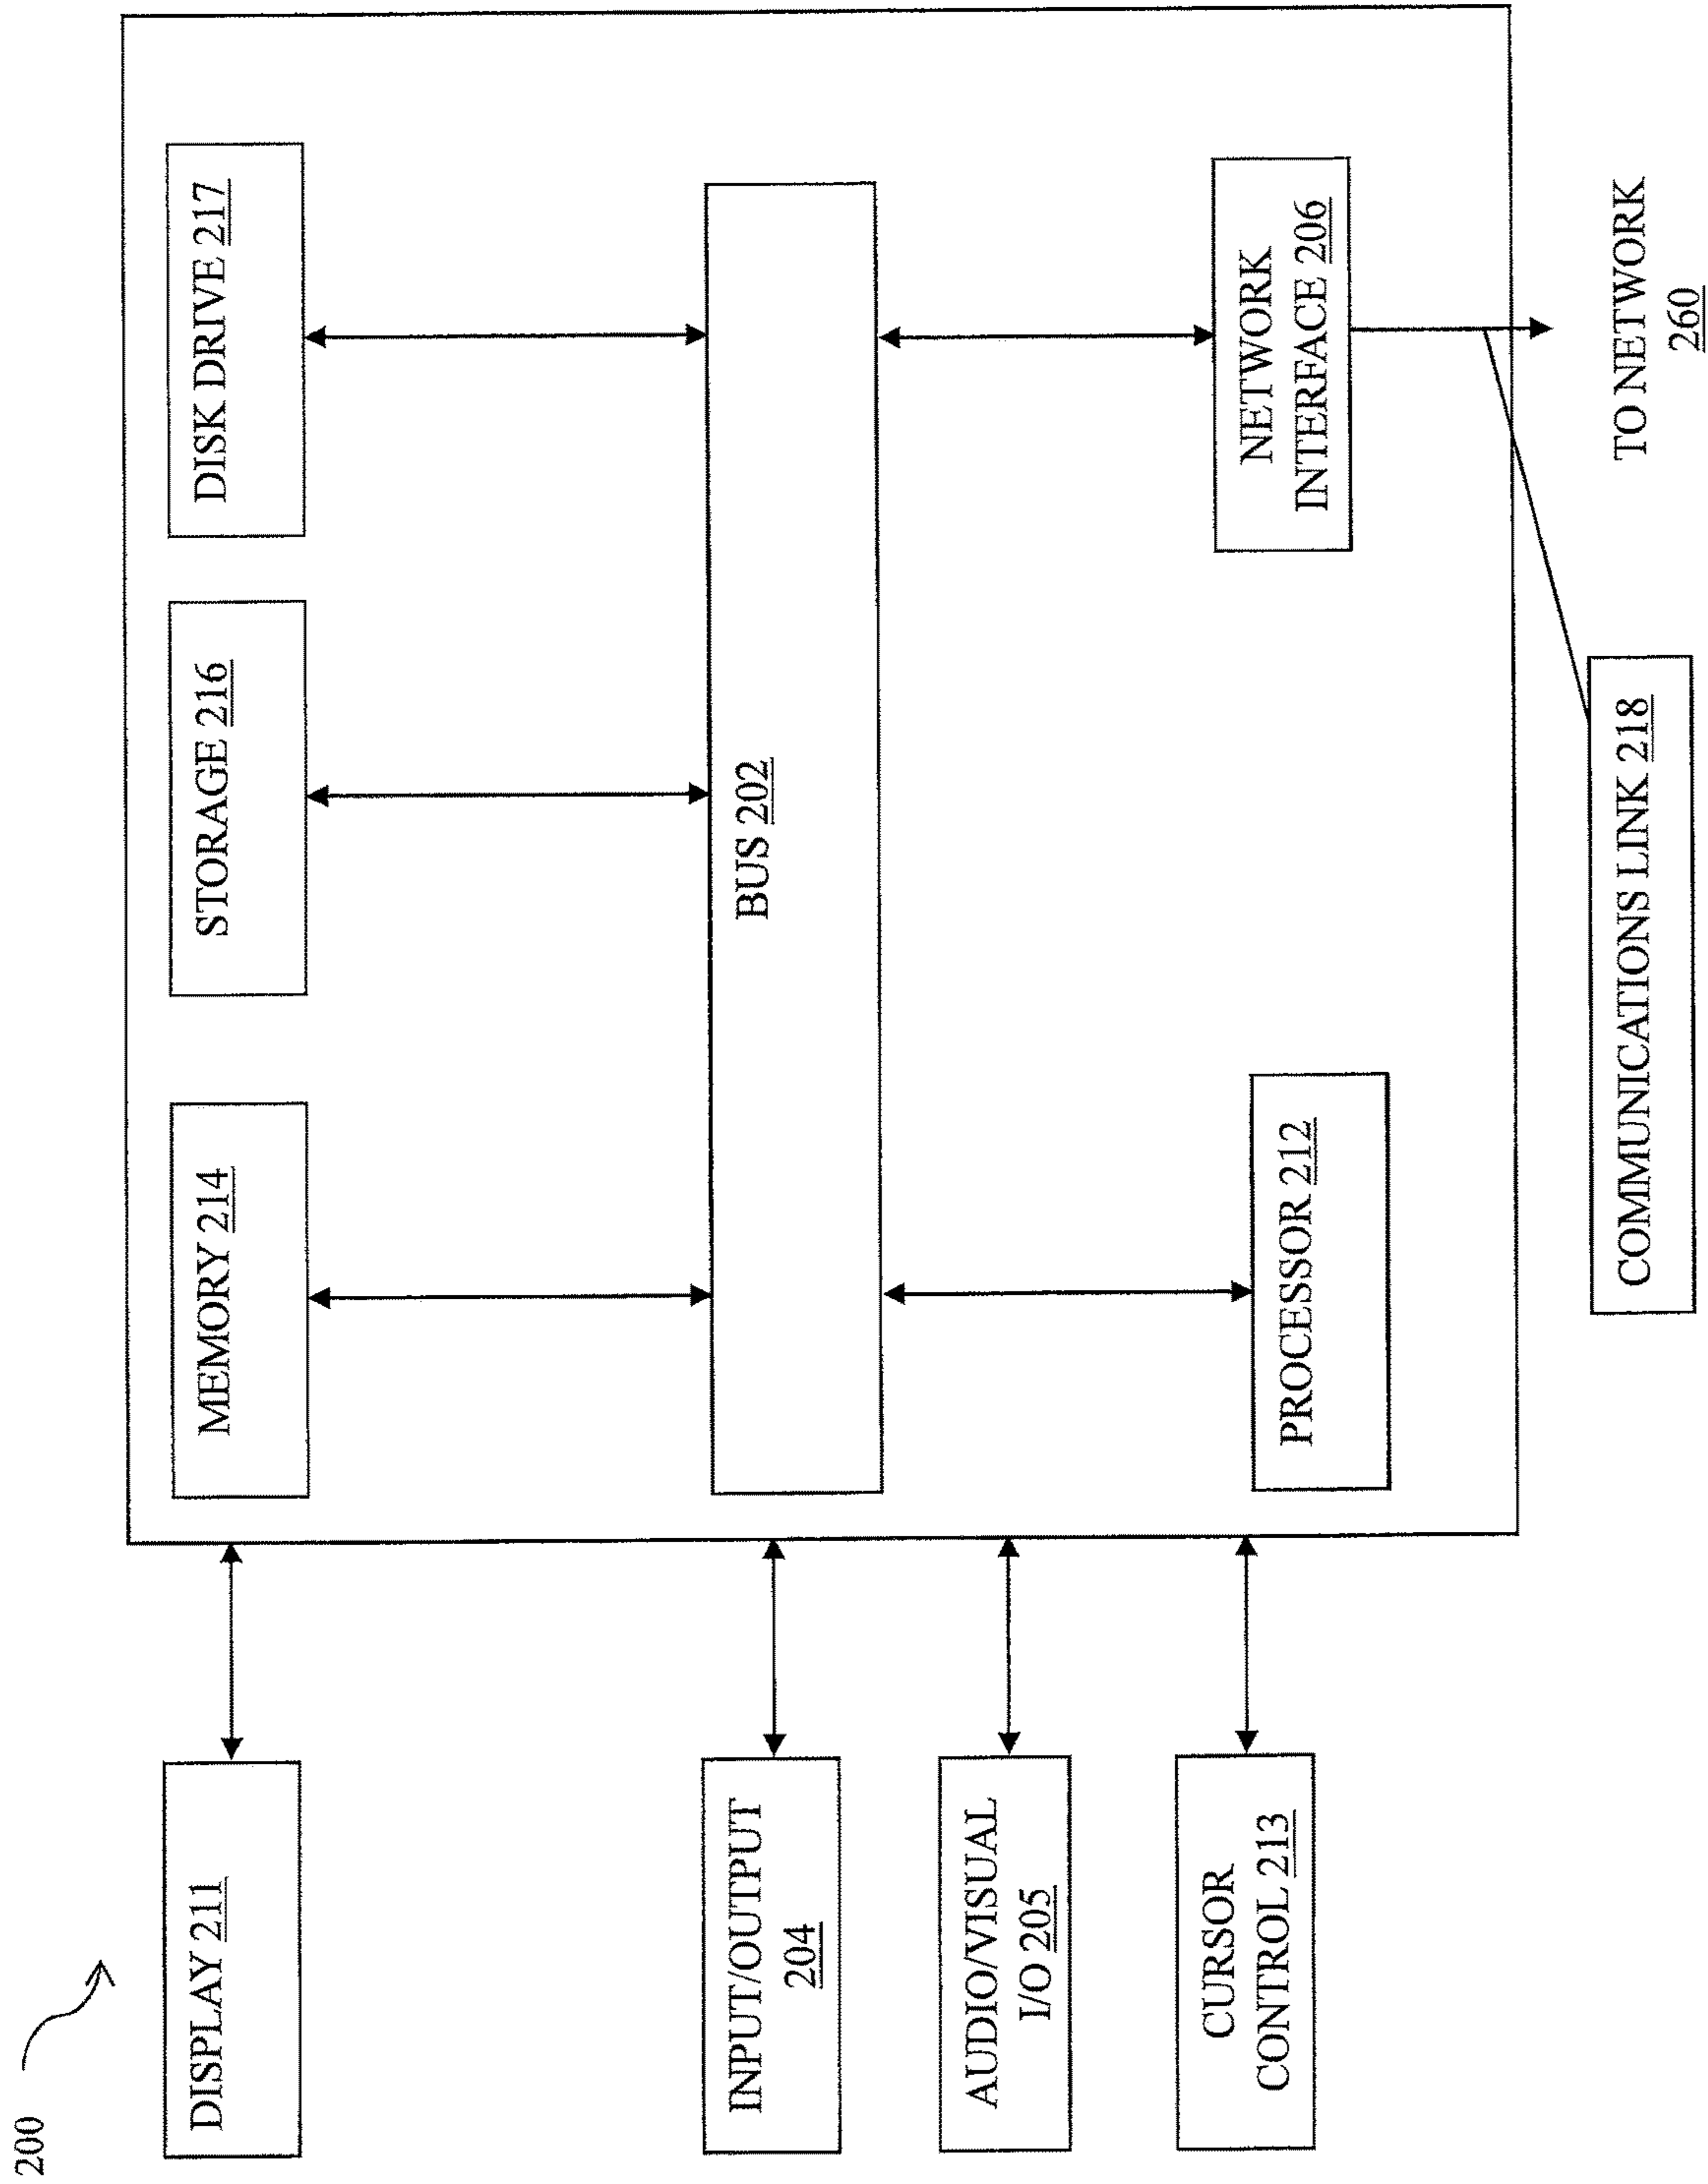 200
DISPLAY 211
MEMORY 214
STORAGE 216
DISK DRIVE 217
INPUT/OUTPUT
204
BUS 202
AUDIO/VISUAL
I/O 205
CURSOR
CONTROL 213
PROCESSOR 212
NETWORK
INTERFACE 206
COMMUNICATIONS LINK 218
TO NETWORK
260